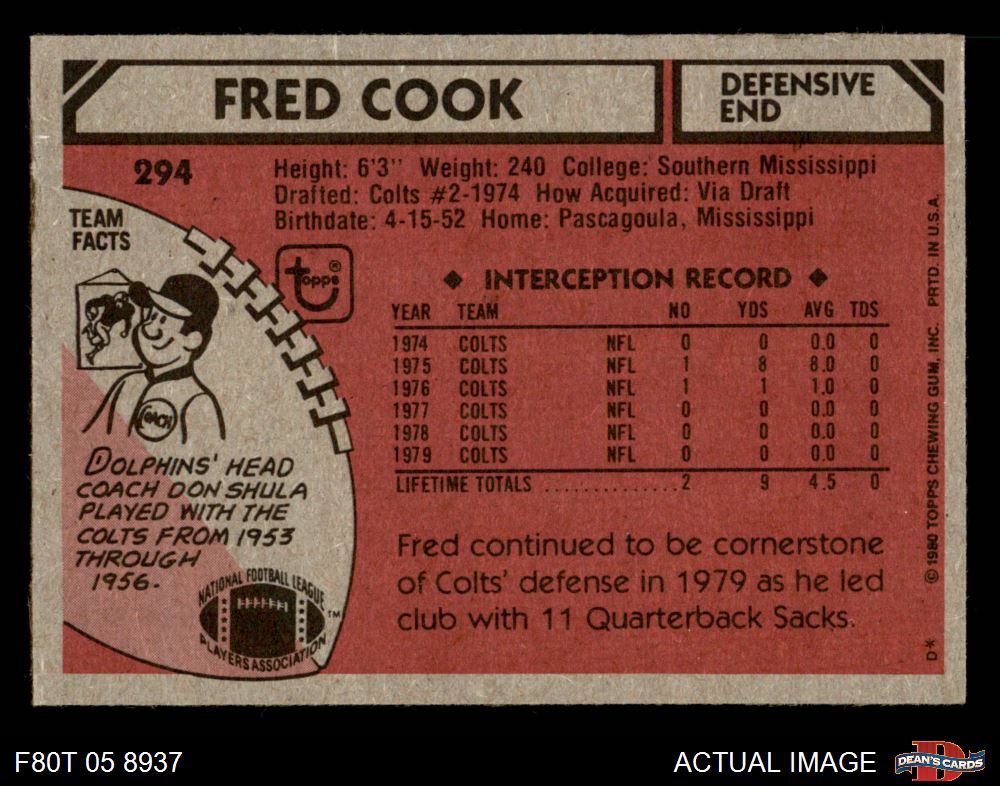 FRED COOK
DEFENSIVE
END
294
Height: 6'3'' Weight: 240 College: Southern Mississippi
Drafted: Colts #2-1974 How Acquired: Via Draft
Birthdate: 4-15-52 Home: Pascagoula, Mississippi
TEAM
FACTS
topps®
COACH
DOLPHINS' HEAD
COACH DON SHULA
PLAYED WITH THE
COLTS FROM 1953
THROUGH
1956.
NATIONAL FOOTBALL LEAGUE
PLAYERS ASSOCIATION
TM
◆ INTERCEPTION RECORD ◆
YEAR TEAM NO YDS AVG TDS
1974 COLTS NFL 0 0 0.0 0
1975 COLTS NFL 1 8 8.0 0
1976 COLTS NFL 1 1 1.0 0
1977 COLTS NFL 0 0 0.0 0
1978 COLTS NFL 0 0 0.0 0
1979 COLTS NFL 0 0 0.0 0
LIFETIME TOTALS ..............2 9 4.5 0
Fred continued to be cornerstone
of Colts' defense in 1979 as he led
club with 11 Quarterback Sacks.
D* © 1980 TOPPS CHEWING GUM, INC. PRTD. IN U.S.A.
F80T 05 8937
ACTUAL IMAGE
D
DEAN'S CARDS